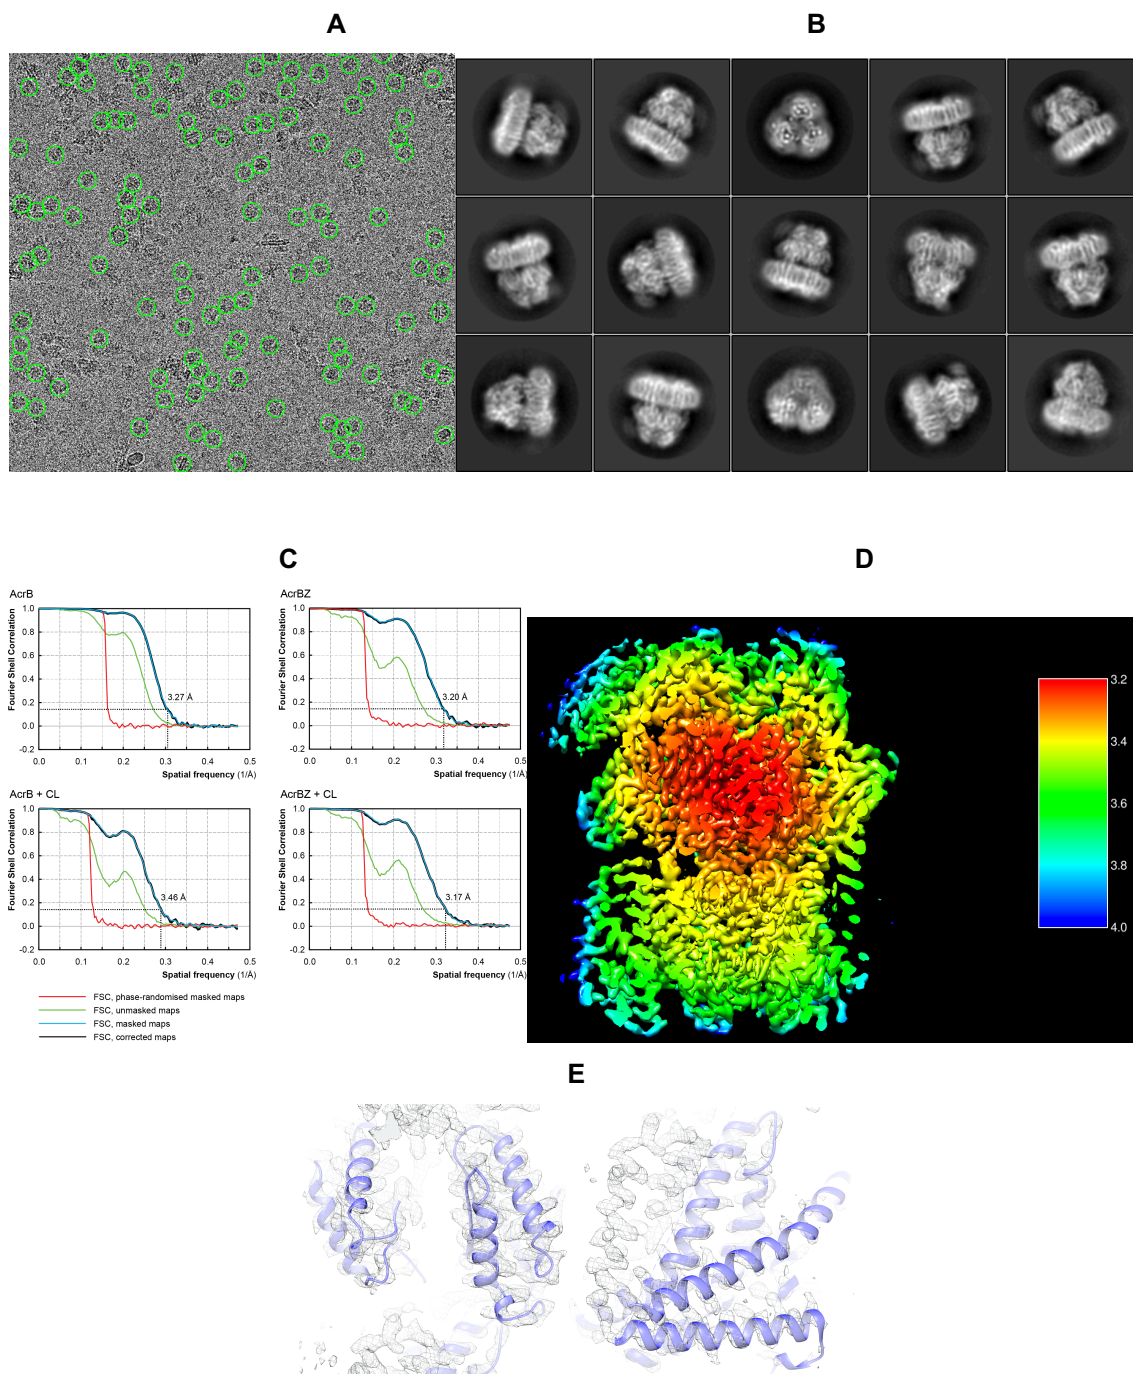 A
B
C
D
AcrB
1.0
0.8
0.6
0.4
0.2
0.0
-0.2
Fourier Shell Correlation
3.27 Å
0.0 0.1 0.2 0.3 0.4 0.5
Spatial frequency (1/Å)
AcrBZ
1.0
0.8
0.6
0.4
0.2
0.0
-0.2
Fourier Shell Correlation
3.20 Å
0.0 0.1 0.2 0.3 0.4 0.5
Spatial frequency (1/Å)
AcrB + CL
1.0
0.8
0.6
0.4
0.2
0.0
-0.2
Fourier Shell Correlation
3.46 Å
0.0 0.1 0.2 0.3 0.4 0.5
Spatial frequency (1/Å)
AcrBZ + CL
1.0
0.8
0.6
0.4
0.2
0.0
-0.2
Fourier Shell Correlation
3.17 Å
0.0 0.1 0.2 0.3 0.4 0.5
Spatial frequency (1/Å)
FSC, phase-randomised masked maps
FSC, unmasked maps
FSC, masked maps
FSC, corrected maps
3.2
3.4
3.6
3.8
4.0
E